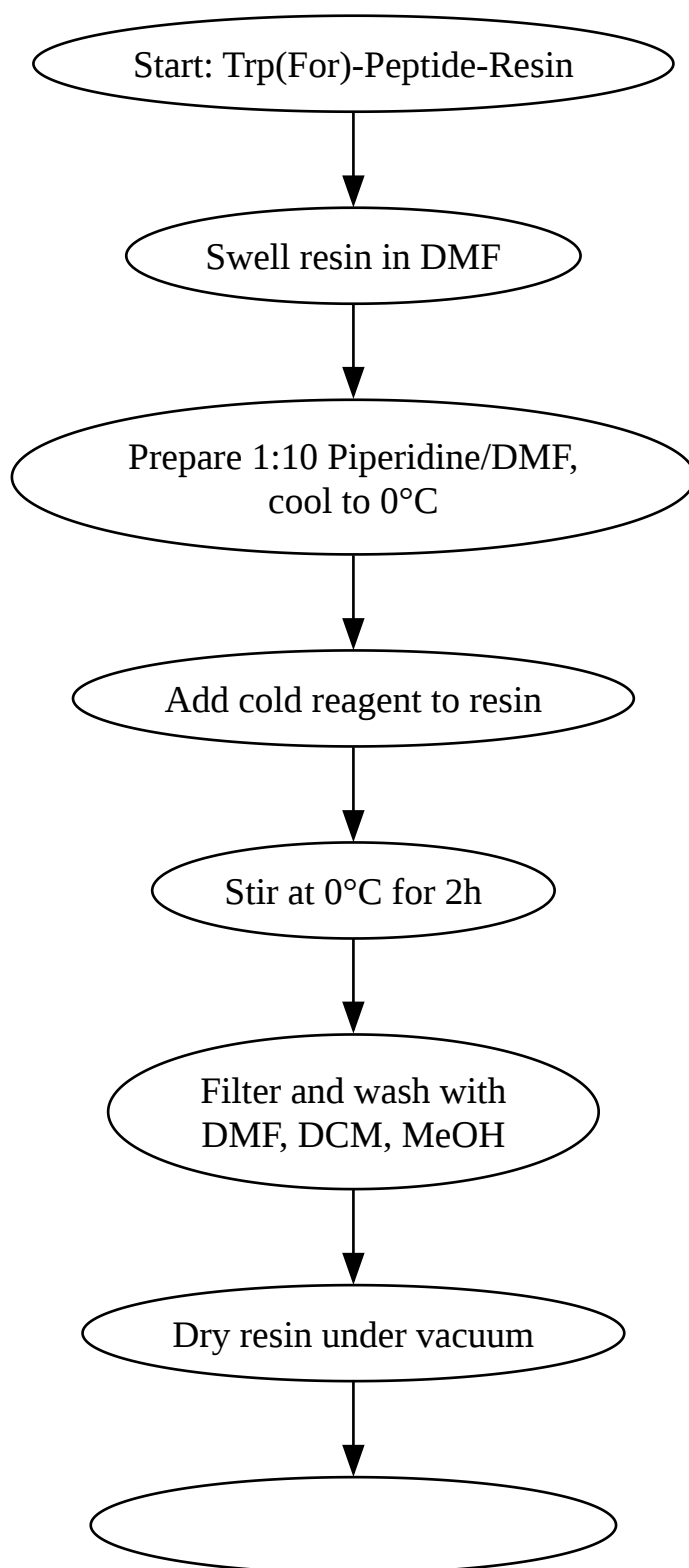 Start: Trp(For)-Peptide-Resin
Swell resin in DMF
Prepare 1:10 Piperidine/DMF,
cool to 0°C
Add cold reagent to resin
Stir at 0°C for 2h
Filter and wash with
DMF, DCM, MeOH
Dry resin under vacuum